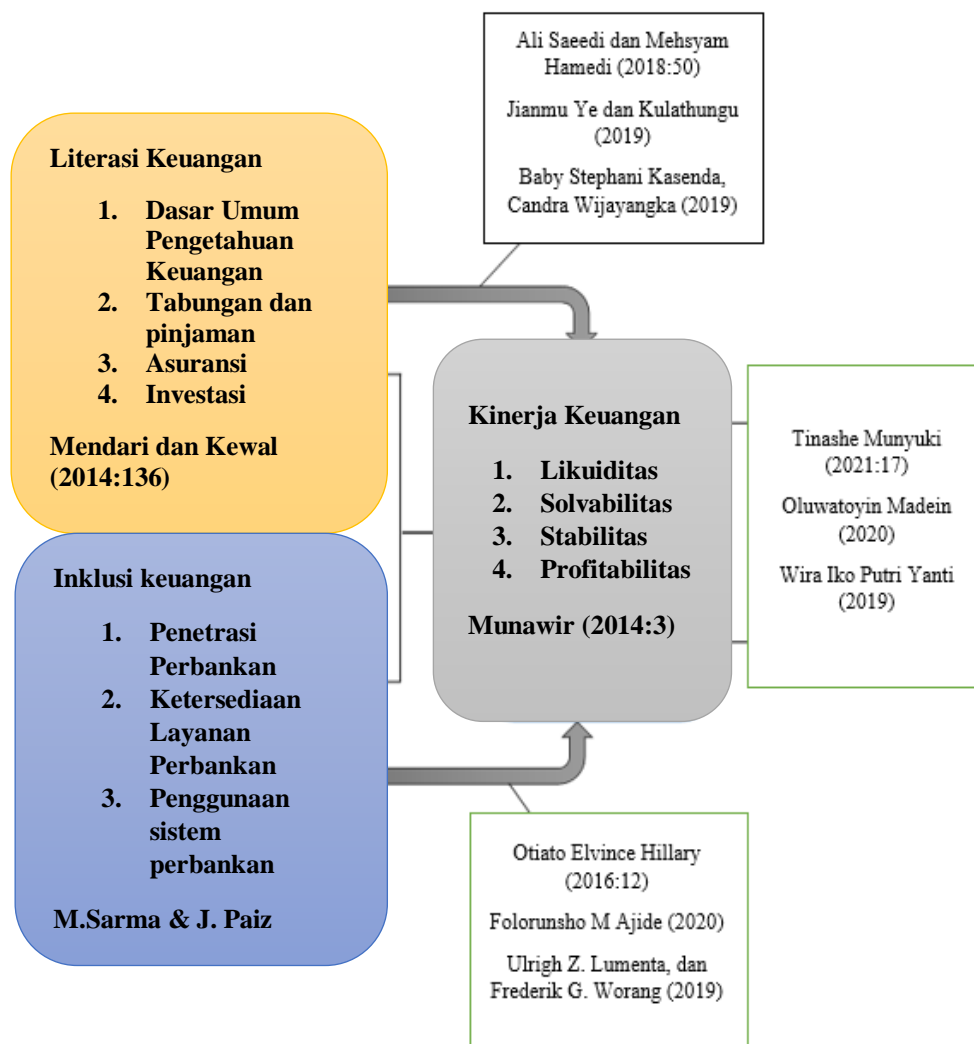 Ali Saeedi dan Mehsyam
Hamedi (2018:50)
Jianmu Ye dan Kulathungu
(2019)
Baby Stephani Kasenda,
Candra Wijayangka (2019)
Literasi Keuangan
1. Dasar Umum
Pengetahuan
Keuangan
2. Tabungan dan
pinjaman
3. Asuransi
4. Investasi
Mendari dan Kewal
(2014:136)
Kinerja Keuangan
1. Likuiditas
2. Solvabilitas
3. Stabilitas
4. Profitabilitas
Munawir (2014:3)
Tinashe Munyuki
(2021:17)
Oluwatoyin Madein
(2020)
Wira Iko Putri Yanti
(2019)
Inklusi keuangan
1. Penetrasi
Perbankan
2. Ketersediaan
Layanan
Perbankan
3. Penggunaan
sistem
perbankan
M.Sarma & J. Paiz
Otiato Elvince Hillary
(2016:12)
Folorunsho M Ajide (2020)
Ulrigh Z. Lumenta, dan
Frederik G. Worang (2019)